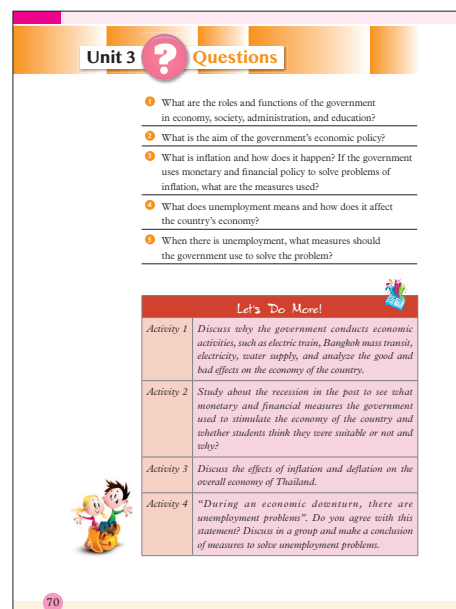 Unit 3 ? Questions
1 What are the roles and functions of the government
in economy, society, administration, and education?
2 What is the aim of the government's economic policy?
3 What is inflation and how does it happen? If the government
uses monetary and financial policy to solve problems of
inflation, what are the measures used?
4 What does unemployment means and how does it affect
the country's economy?
5 When there is unemployment, what measures should
the government use to solve the problem?
Let's Do More!
Activity 1 Discuss why the government conducts economic
activities, such as electric train, Bangkok mass transit,
electricity, water supply, and analyze the good and
bad effects on the economy of the country.
Activity 2 Study about the recession in the post to see what
monetary and financial measures the government
used to stimulate the economy of the country and
whether students think they were suitable or not and
why?
Activity 3 Discuss the effects of inflation and deflation on the
overall economy of Thailand.
Activity 4 "During an economic downturn, there are
unemployment problems". Do you agree with this
statement? Discuss in a group and make a conclusion
of measures to solve unemployment problems.
70